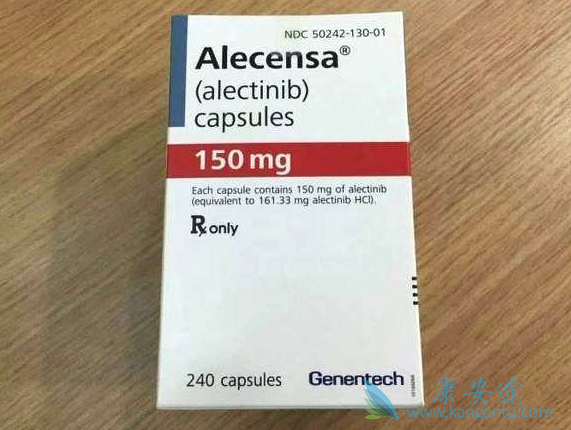 NDC 50242-130-01
Alecensa®
(alectinib)
capsules
150 mg
Each capsule contains 150 mg of alectinib
(equivalent to 161.33 mg alectinib HCl).
Rx only
240 capsules
Genentech
康安途
www.kangantu.com